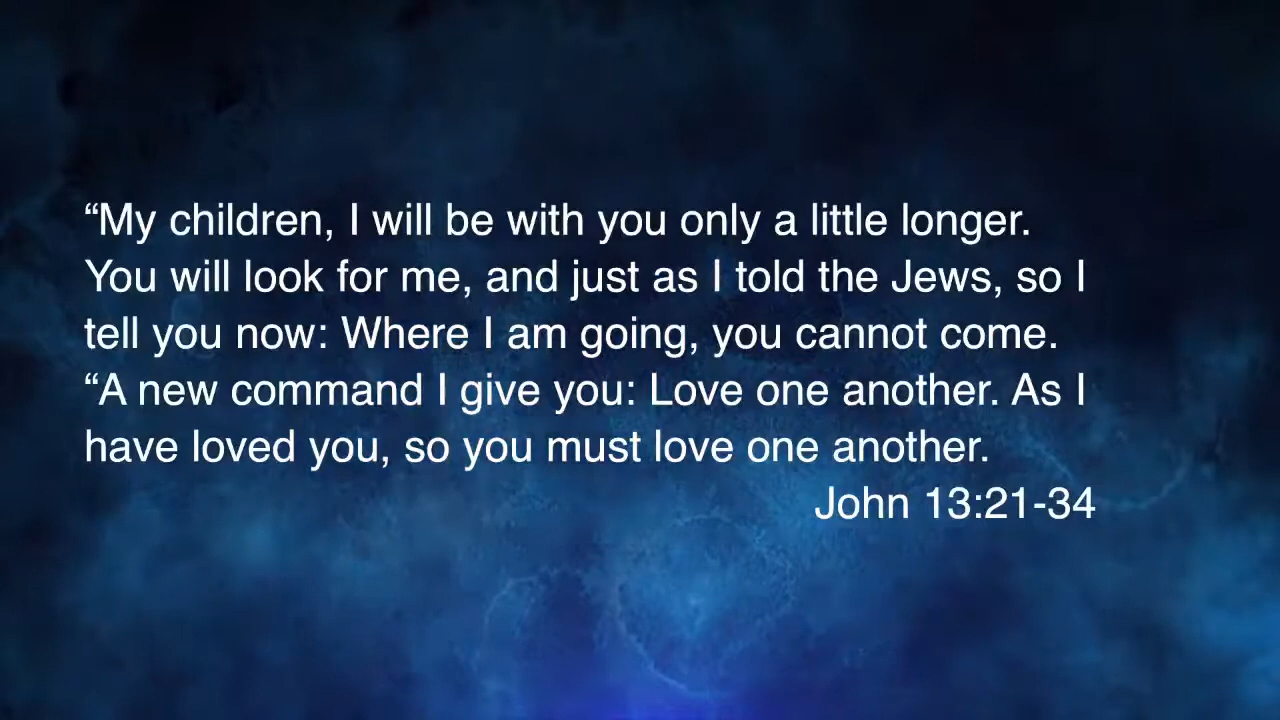 “My children, I will be with you only a little longer.
You will look for me, and just as I told the Jews, so I
tell you now: Where I am going, you cannot come.
“A new command I give you: Love one another. As I
have loved you, so you must love one another.
John 13:21-34